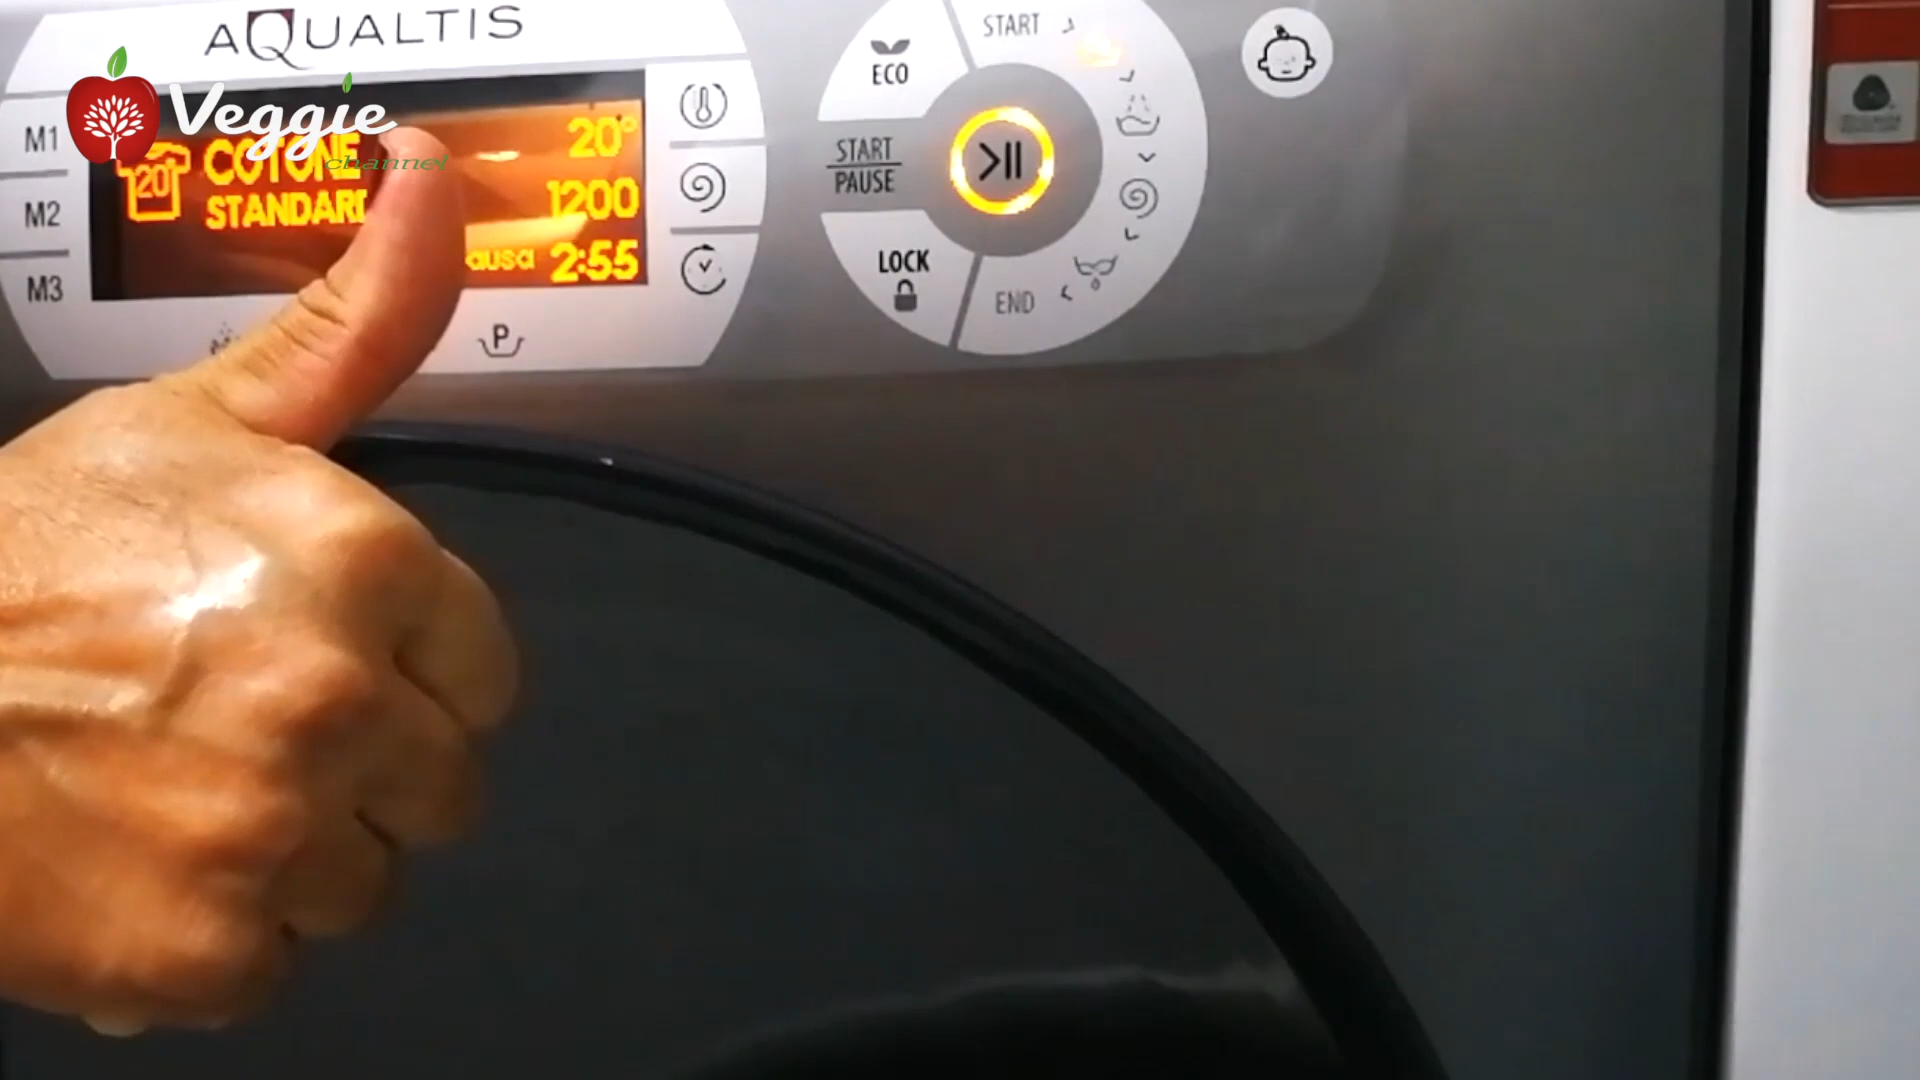 AQUALTIS
Veggie
channel
M1
M2
M3
20
COTONE
STANDARD
20°
1200
ausa 2:55
P
ECO
START
PAUSE
LOCK
START
END